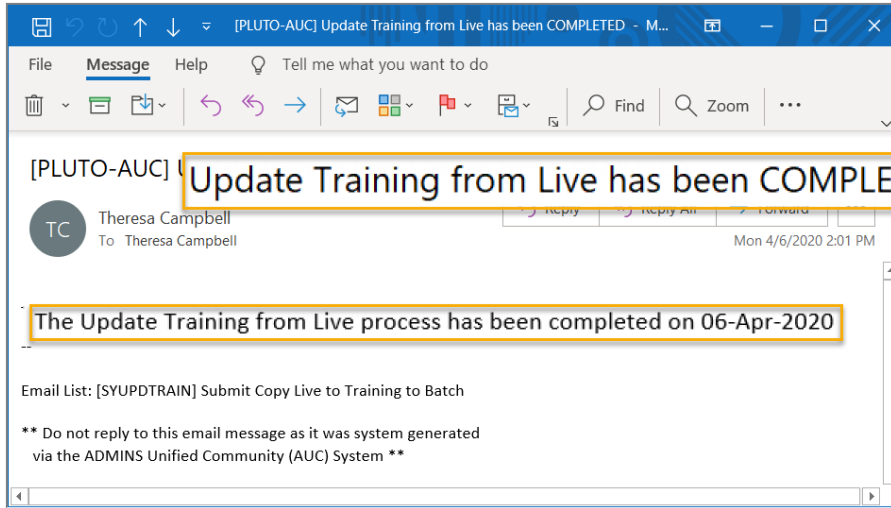 [PLUTO-AUC] Update Training from Live has been COMPLETED - M...
File Message Help Tell me what you want to do
Find Zoom ...
[PLUTO-AUC] Update Training from Live has been COMPLE
TC Theresa Campbell Reply Reply All Forward
To Theresa Campbell Mon 4/6/2020 2:01 PM
--
The Update Training from Live process has been completed on 06-Apr-2020
--
Email List: [SYUPDTRAIN] Submit Copy Live to Training to Batch
** Do not reply to this email message as it was system generated
via the ADMINS Unified Community (AUC) System **